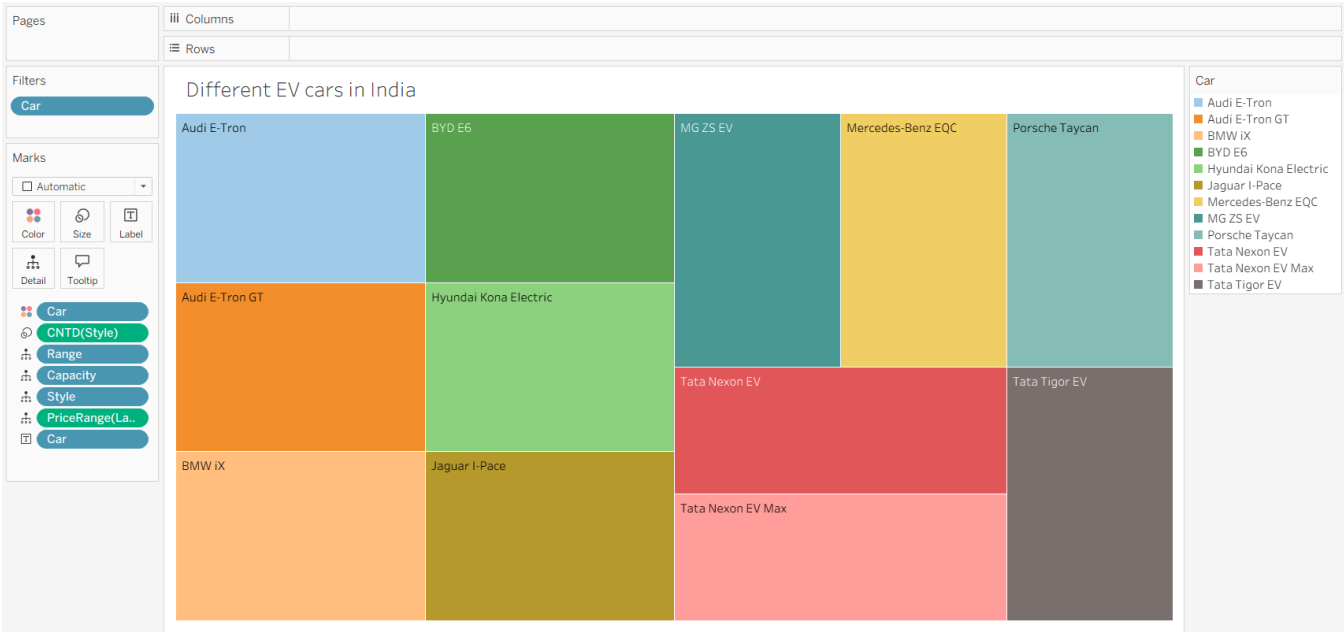 Pages
Columns
Rows
Filters
Car
Marks
Automatic
Color
Size
Label
Detail
Tooltip
Car
CNTD(Style)
Range
Capacity
Style
PriceRange(La..
Car
Different EV cars in India
Audi E-Tron
BYD E6
MG ZS EV
Mercedes-Benz EQC
Porsche Taycan
Audi E-Tron GT
Hyundai Kona Electric
Tata Nexon EV
Tata Tigor EV
BMW iX
Jaguar I-Pace
Tata Nexon EV Max
Car
Audi E-Tron
Audi E-Tron GT
BMW iX
BYD E6
Hyundai Kona Electric
Jaguar I-Pace
Mercedes-Benz EQC
MG ZS EV
Porsche Taycan
Tata Nexon EV
Tata Nexon EV Max
Tata Tigor EV